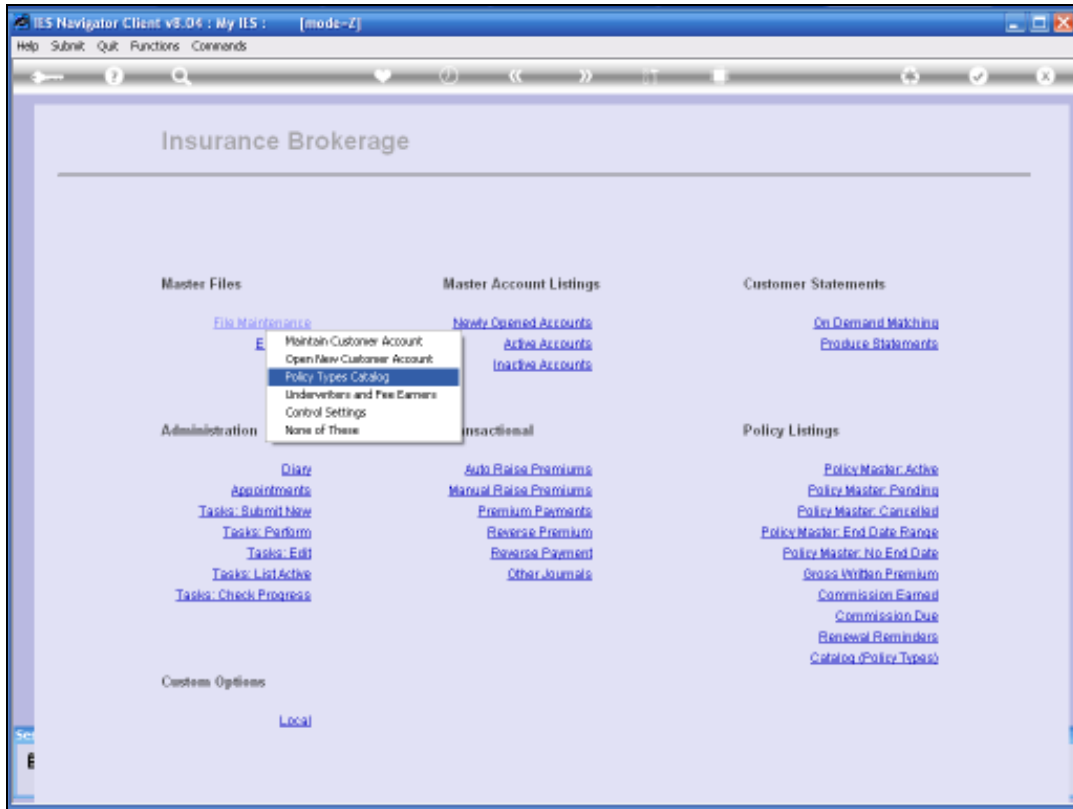 IES Navigator Client v8.04 : My IES : [mode=Z]
Help Submit Quit Functions Commands
Insurance Brokerage
Master Files
File Maintenance
E
Maintain Customer Account
Open New Customer Account
Policy Types Catalog
Underwriters and Fee Earners
Control Settings
None of These
Master Account Listings
Newly Opened Accounts
Active Accounts
Inactive Accounts
Customer Statements
On Demand Matching
Produce Statements
Administration
Diary
Appointments
Tasks: Submit New
Tasks: Perform
Tasks: Edit
Tasks: List Active
Tasks: Check Progress
nsactional
Auto Raise Premiums
Manual Raise Premiums
Premium Payments
Reverse Premium
Reverse Payment
Other Journals
Policy Listings
Policy Master: Active
Policy Master: Pending
Policy Master: Cancelled
Policy Master: End Date Range
Policy Master: No End Date
Gross Written Premium
Commission Earned
Commission Due
Renewal Reminders
Catalog (Policy Types)
Custom Options
Local
Se